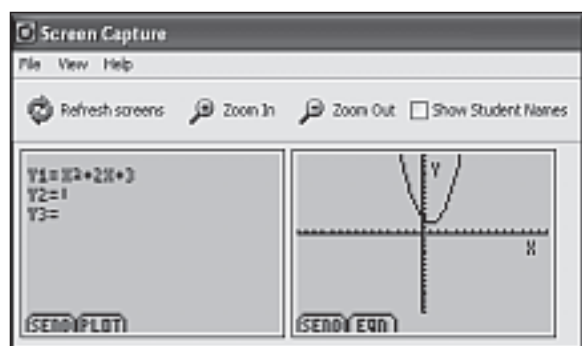 Screen Capture
File View Help
Refresh screens Zoom In Zoom Out Show Student Names
Y1=X²+2X+3
Y2=
Y3=
SEND PLOT
Y
X
SEND EQN